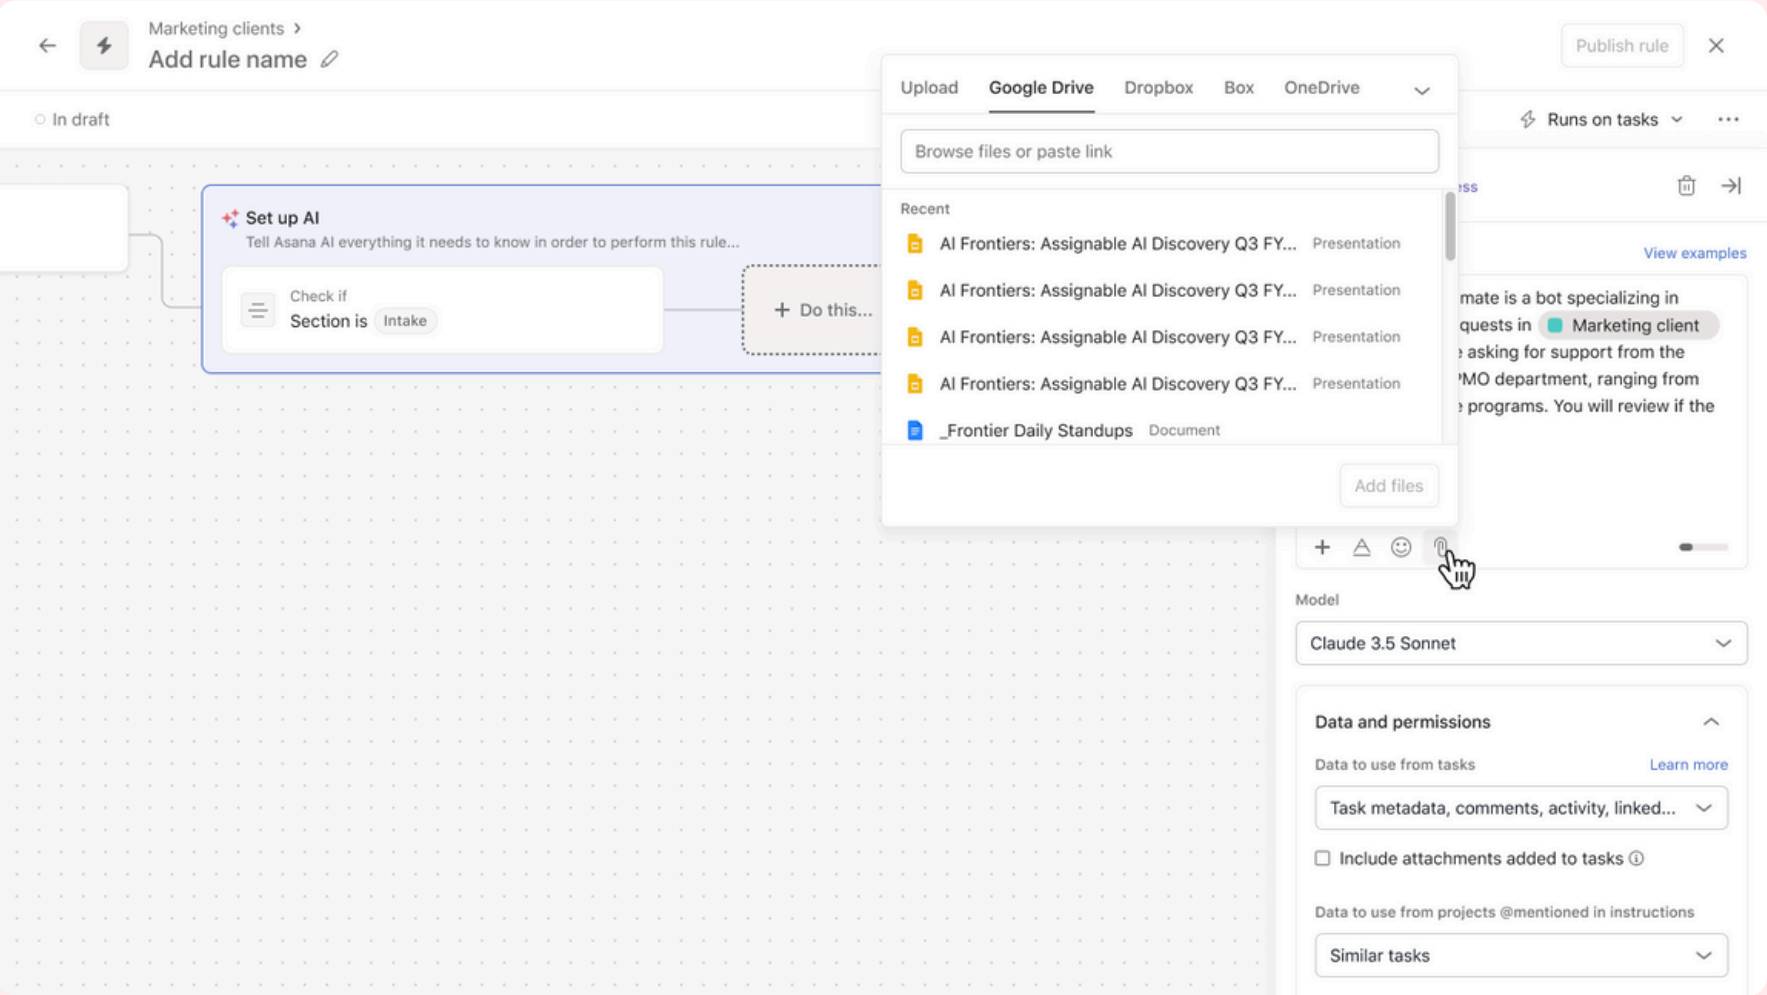 Marketing clients
Add rule name
Publish rule
In draft
Runs on tasks
Set up AI
Tell Asana AI everything it needs to know in order to perform this rule...
Check if
Section is Intake
Do this...
Upload Google Drive Dropbox Box OneDrive
Browse files or paste link
Recent
AI Frontiers: Assignable AI Discovery Q3 FY... Presentation
AI Frontiers: Assignable AI Discovery Q3 FY... Presentation
AI Frontiers: Assignable AI Discovery Q3 FY... Presentation
AI Frontiers: Assignable AI Discovery Q3 FY... Presentation
_Frontier Daily Standups Document
Add files
ess
View examples
mate is a bot specializing in
quests in Marketing client
e asking for support from the
PMO department, ranging from
e programs. You will review if the
Model
Claude 3.5 Sonnet
Data and permissions
Data to use from tasks Learn more
Task metadata, comments, activity, linked...
Include attachments added to tasks
Data to use from projects @mentioned in instructions
Similar tasks